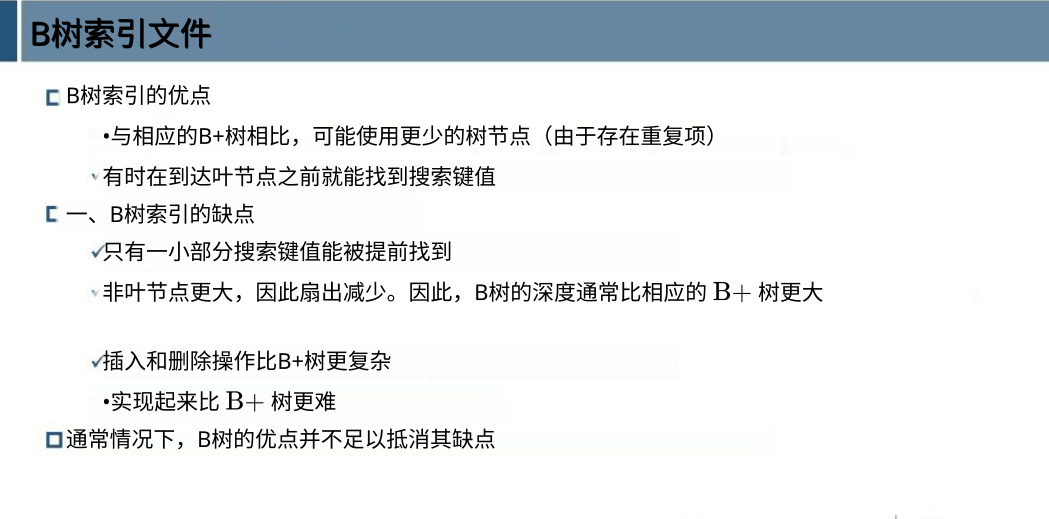 B树索引文件
B树索引的优点
•与相应的B+树相比，可能使用更少的树节点（由于存在重复项）
有时在到达叶节点之前就能找到搜索键值
一、B树索引的缺点
✓只有一小部分搜索键值能被提前找到
非叶节点更大，因此扇出减少。因此，B树的深度通常比相应的 B+ 树更大
✓插入和删除操作比B+树更复杂
•实现起来比 B+ 树更难
通常情况下，B树的优点并不足以抵消其缺点